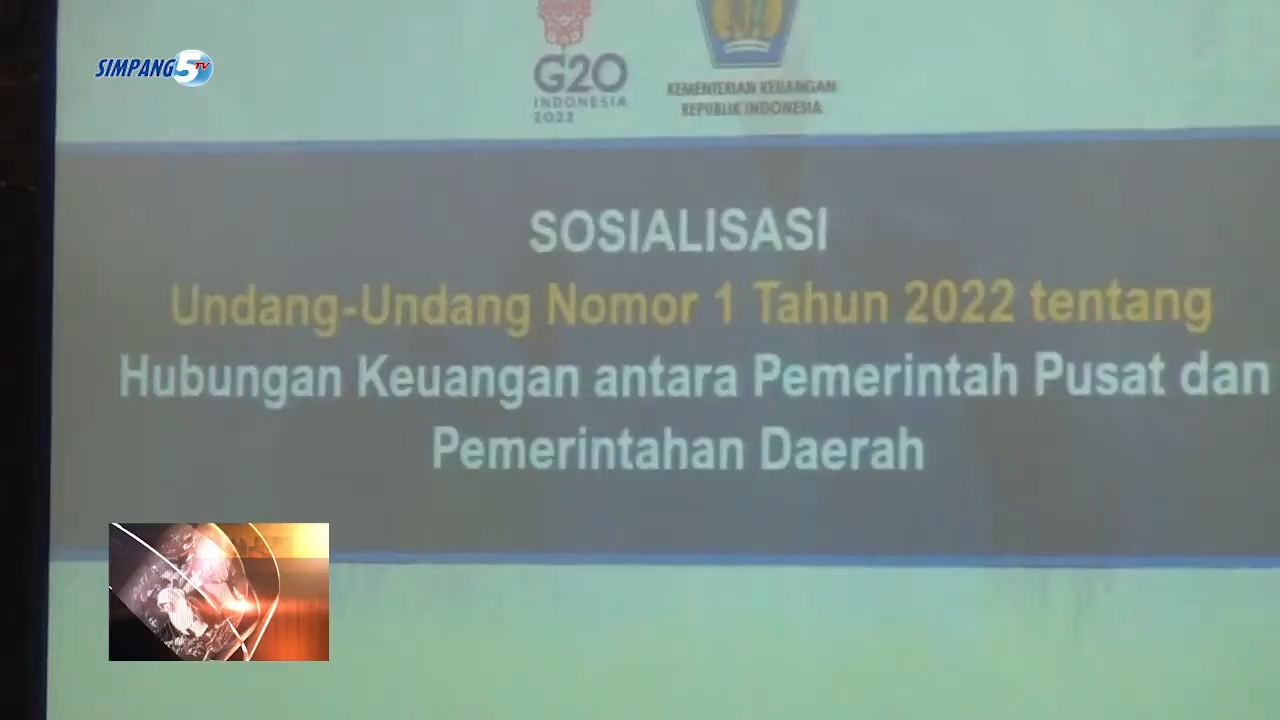 SIMPANG5 TV
G20
INDONESIA
2022
KEMENTERIAN KEUANGAN
REPUBLIK INDONESIA
SOSIALISASI
Undang-Undang Nomor 1 Tahun 2022 tentang
Hubungan Keuangan antara Pemerintah Pusat dan
Pemerintahan Daerah